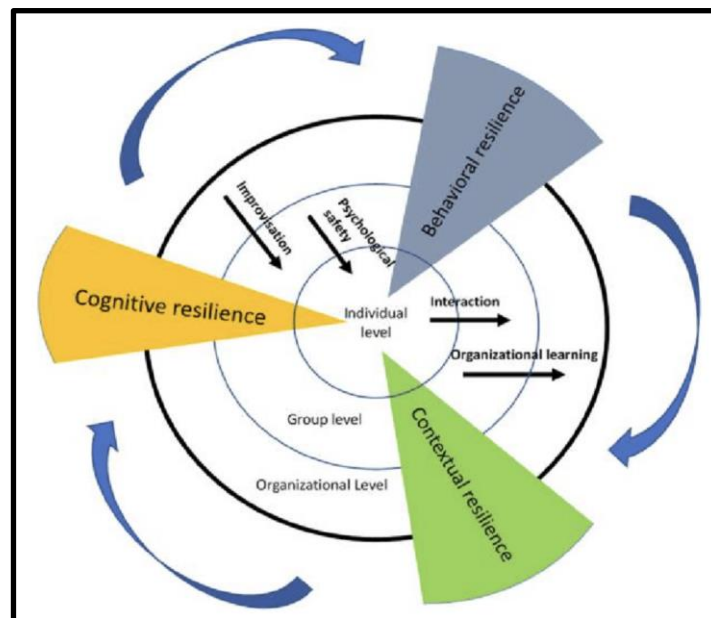 Behavioral resilience
Improvisation
Psychological
safety
Cognitive resilience
Individual
level
Interaction
Organizational learning
Group level
Contextual resilience
Organizational Level